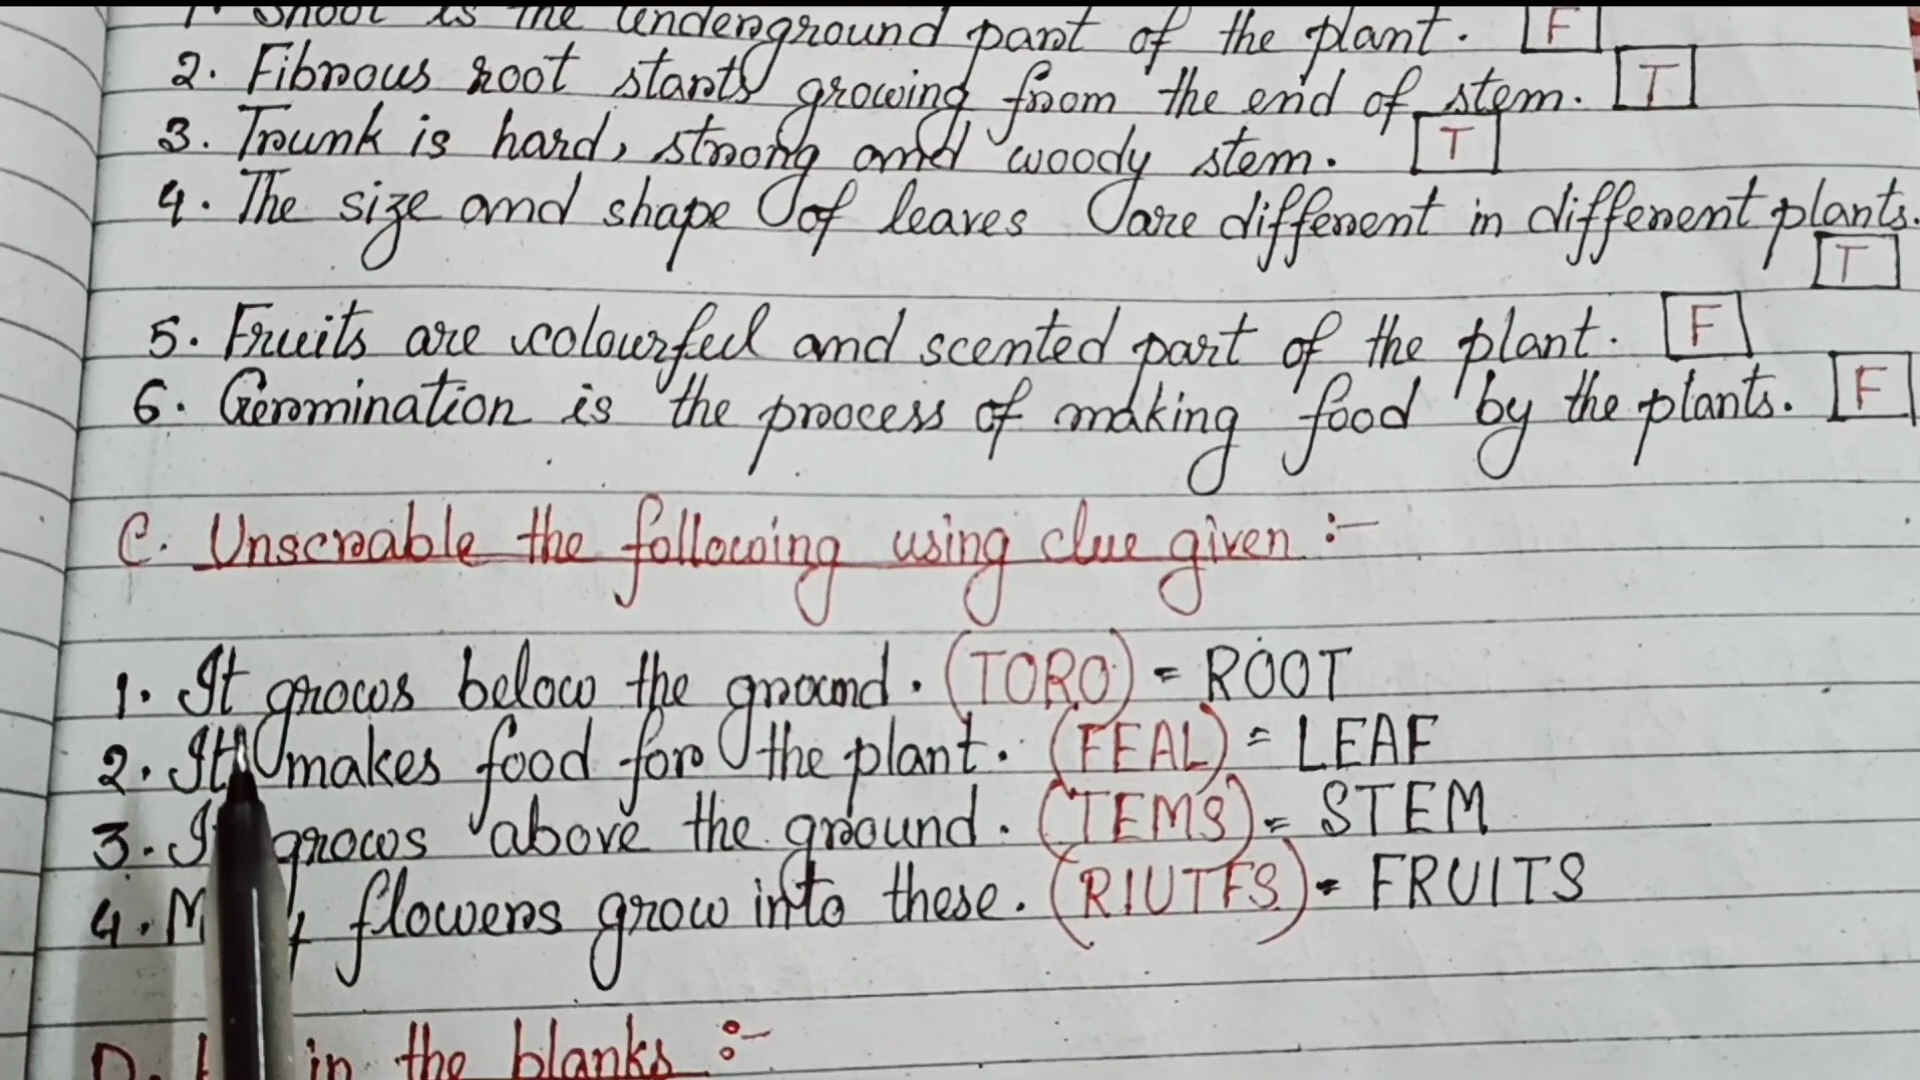 1. Shoot is the underground part of the plant. F
2. Fibrous root starts growing from the end of stem. T
3. Trunk is hard, strong and woody stem. T
4. The size and shape of leaves are different in different plants.
T
5. Fruits are colourful and scented part of the plant. F
6. Germination is the process of making food by the plants. F
C. Unscrable the following using clue given :-
1. It grows below the ground. (TORO) = ROOT
2. It makes food for the plant. (FEAL) = LEAF
3. It grows above the ground. (TEMS) = STEM
4. flowers grow into these. (RIUTFS) = FRUITS
D. in the blanks :-